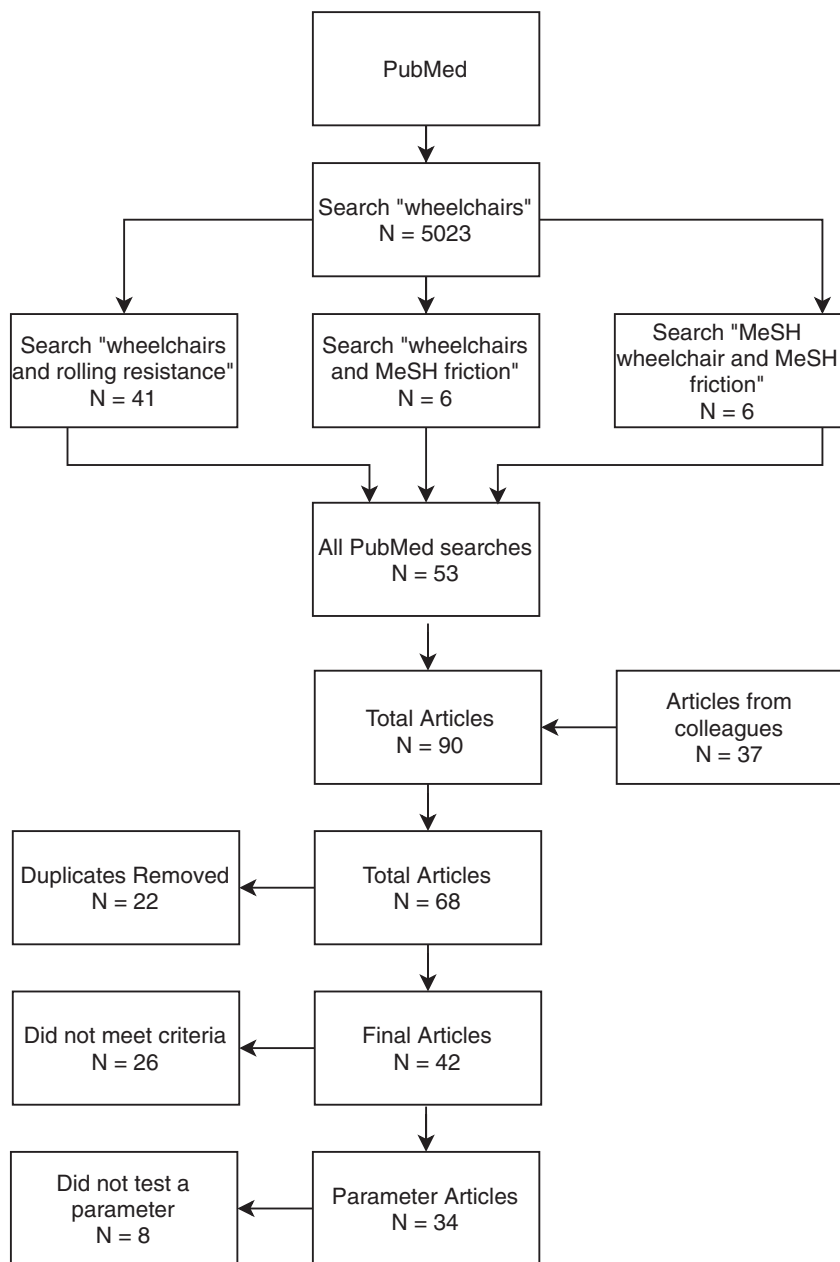 PubMed
Search "wheelchairs"
N = 5023
Search "wheelchairs
and rolling resistance"
N = 41
Search "wheelchairs
and MeSH friction"
N = 6
Search "MeSH
wheelchair and MeSH
friction"
N = 6
All PubMed searches
N = 53
Total Articles
N = 90
Articles from
colleagues
N = 37
Duplicates Removed
N = 22
Total Articles
N = 68
Did not meet criteria
N = 26
Final Articles
N = 42
Did not test a
parameter
N = 8
Parameter Articles
N = 34